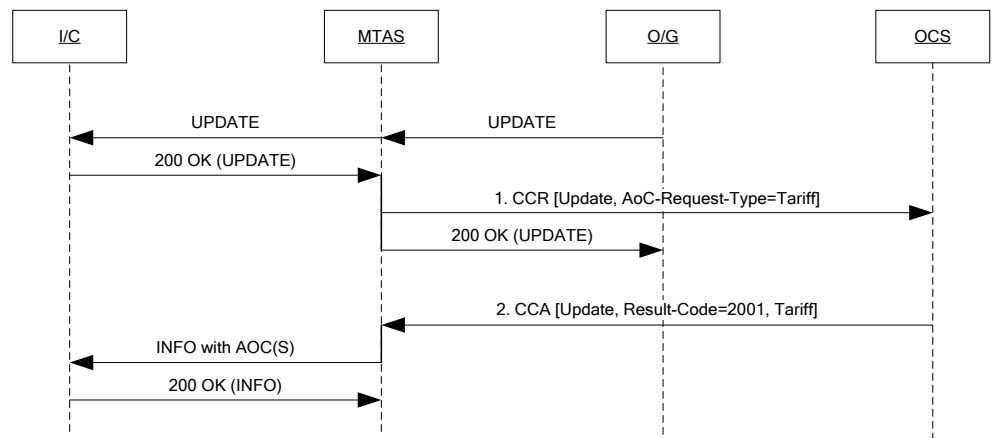 I/C
MTAS
O/G
OCS
UPDATE
UPDATE
200 OK (UPDATE)
1. CCR [Update, AoC-Request-Type=Tariff]
200 OK (UPDATE)
2. CCA [Update, Result-Code=2001, Tariff]
INFO with AOC(S)
200 OK (INFO)